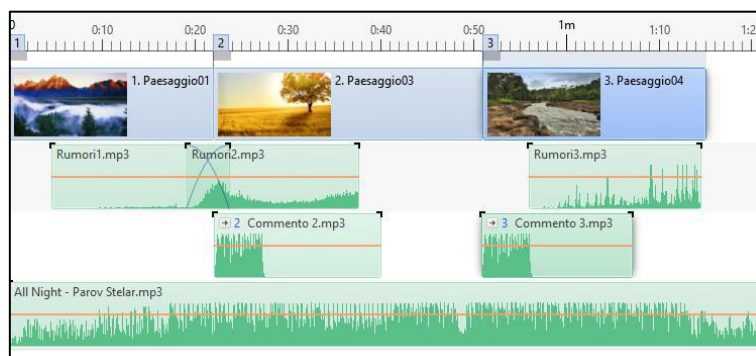 0 0:10 0:20 0:30 0:40 0:50 1m 1:10 1:2
1 2 3
1. Paesaggio01 2. Paesaggio03 3. Paesaggio04
Rumori1.mp3 Rumori2.mp3 Rumori3.mp3
2 Commento 2.mp3 3 Commento 3.mp3
All Night - Parov Stelar.mp3